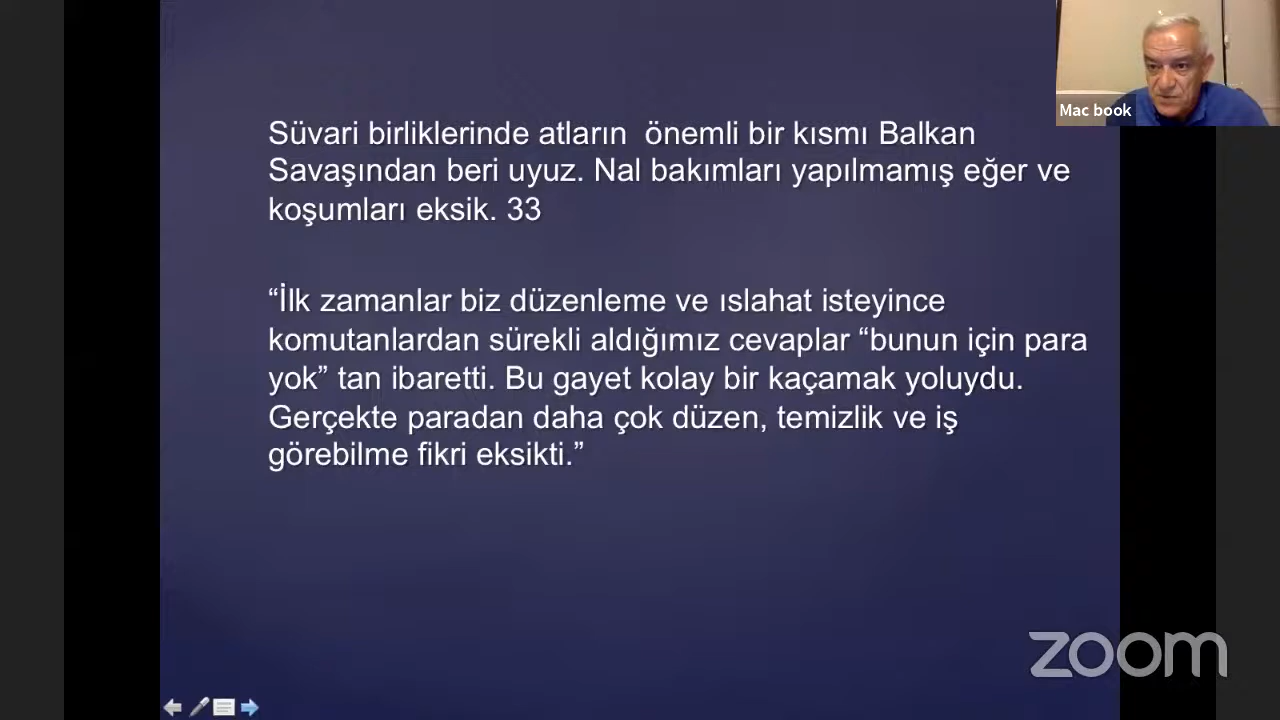 Mac book
Süvari birliklerinde atların  önemli bir kısmı Balkan
Savaşından beri uyuz. Nal bakımları yapılmamış eğer ve
koşumları eksik. 33
“İlk zamanlar biz düzenleme ve ıslahat isteyince
komutanlardan sürekli aldığımız cevaplar “bunun için para
yok” tan ibaretti. Bu gayet kolay bir kaçamak yoluydu.
Gerçekte paradan daha çok düzen, temizlik ve iş
görebilme fikri eksikti.”
zoom